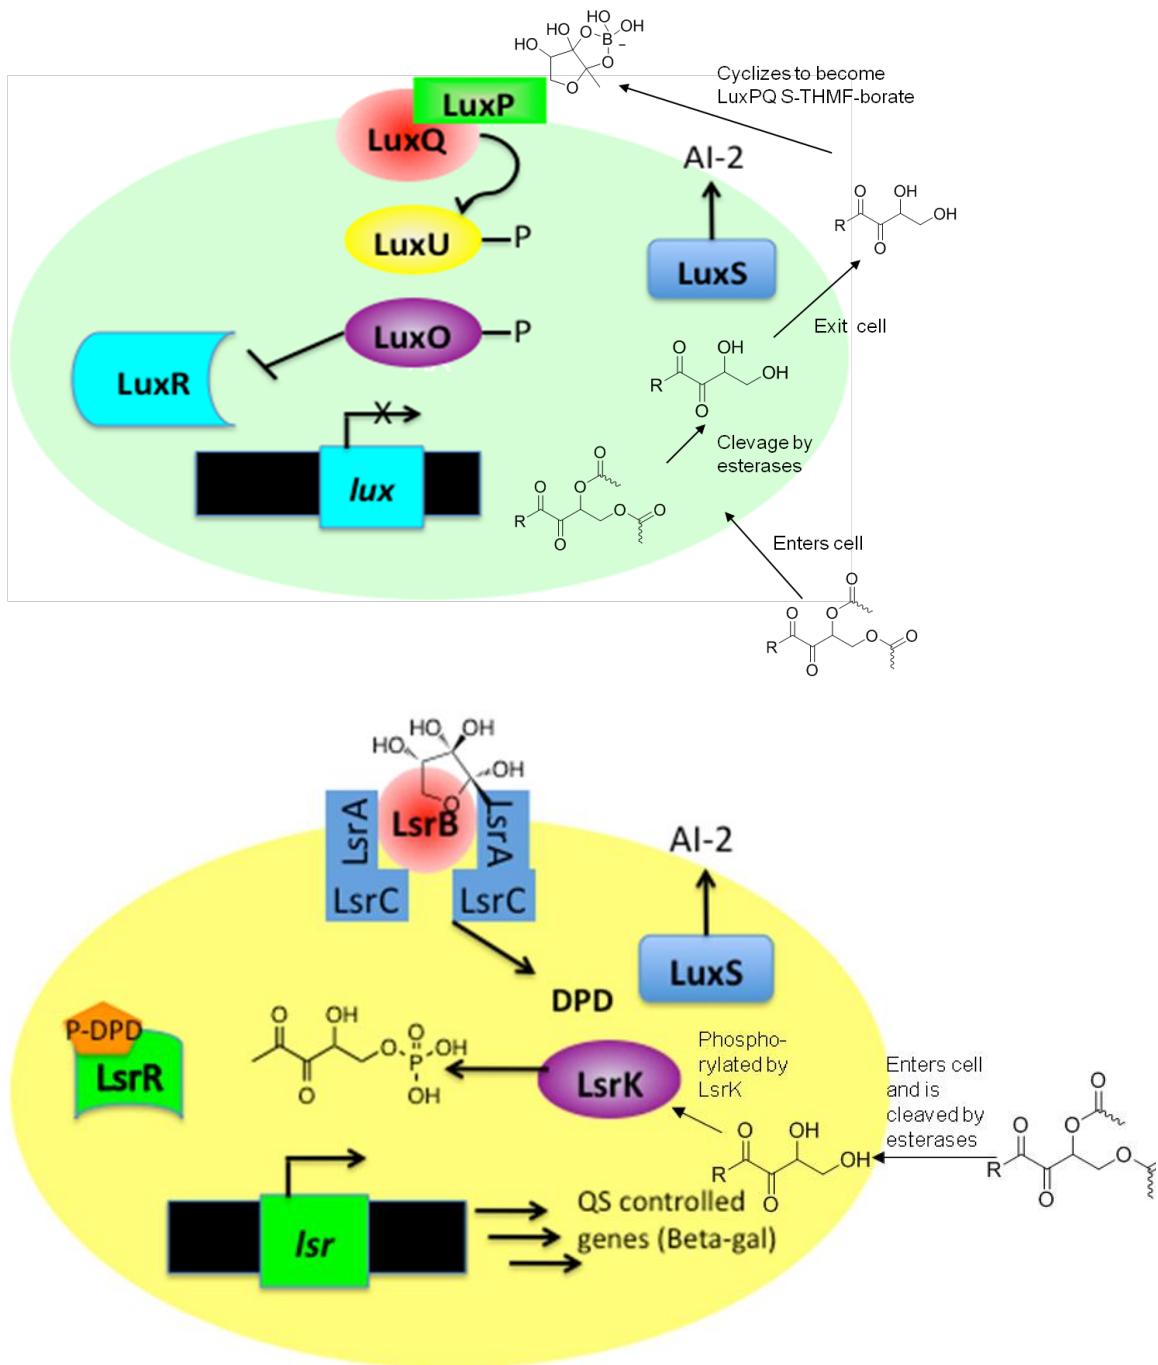 HO
OH
HO
O
B
−
HO
O
O
Cyclizes to become
LuxPQ S-THMF-borate
LuxP
LuxQ
AI-2
O
OH
OH
R
O
LuxU
P
LuxS
Exit cell
LuxO
P
LuxR
O
OH
OH
R
O
X
Clevage by
esterases
lux
O
O
O
O
O
R
O
Enters cell
O
O
O
O
O
R
O
HO
OH
HO
OH
O
LsrA
LsrB
LsrA
LsrC
LsrC
AI-2
LuxS
DPD
P-DPD
LsrR
O
OH
O
O
P
OH
O
OH
LsrK
Phospho-
rylated by
LsrK
Enters cell
and is
cleaved by
esterases
O
OH
OH
R
O
O
O
O
O
R
O
lsr
QS controlled
genes (Beta-gal)